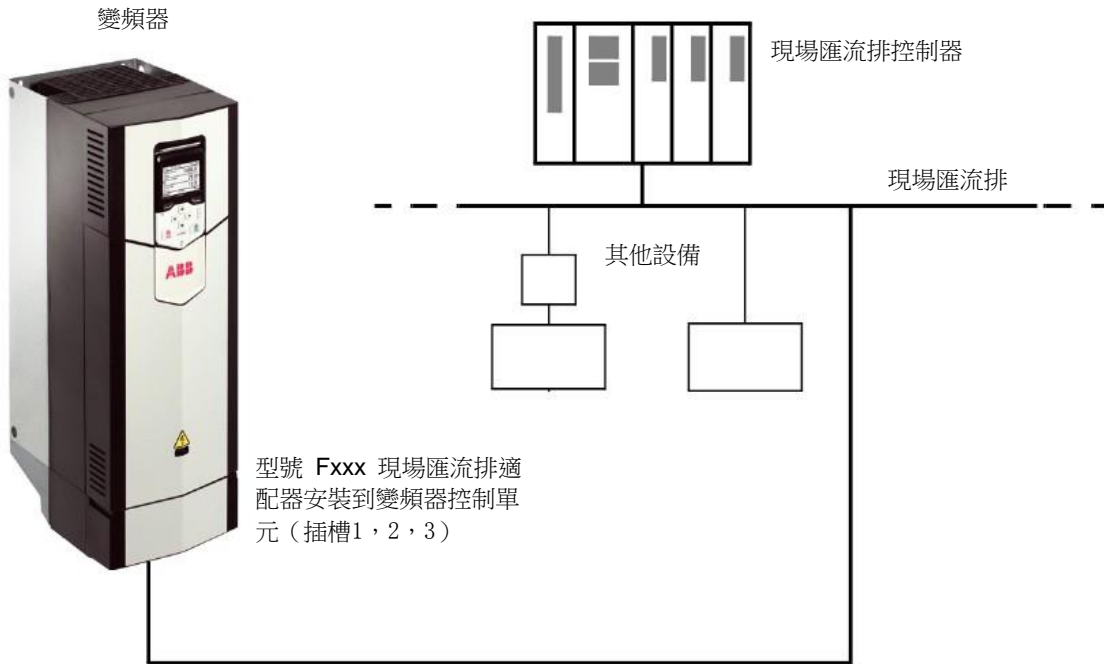 變頻器
現場匯流排控制器
現場匯流排
其他設備
ABB
型號 Fxxx 現場匯流排適
配器安裝到變頻器控制單
元（插槽1，2，3）